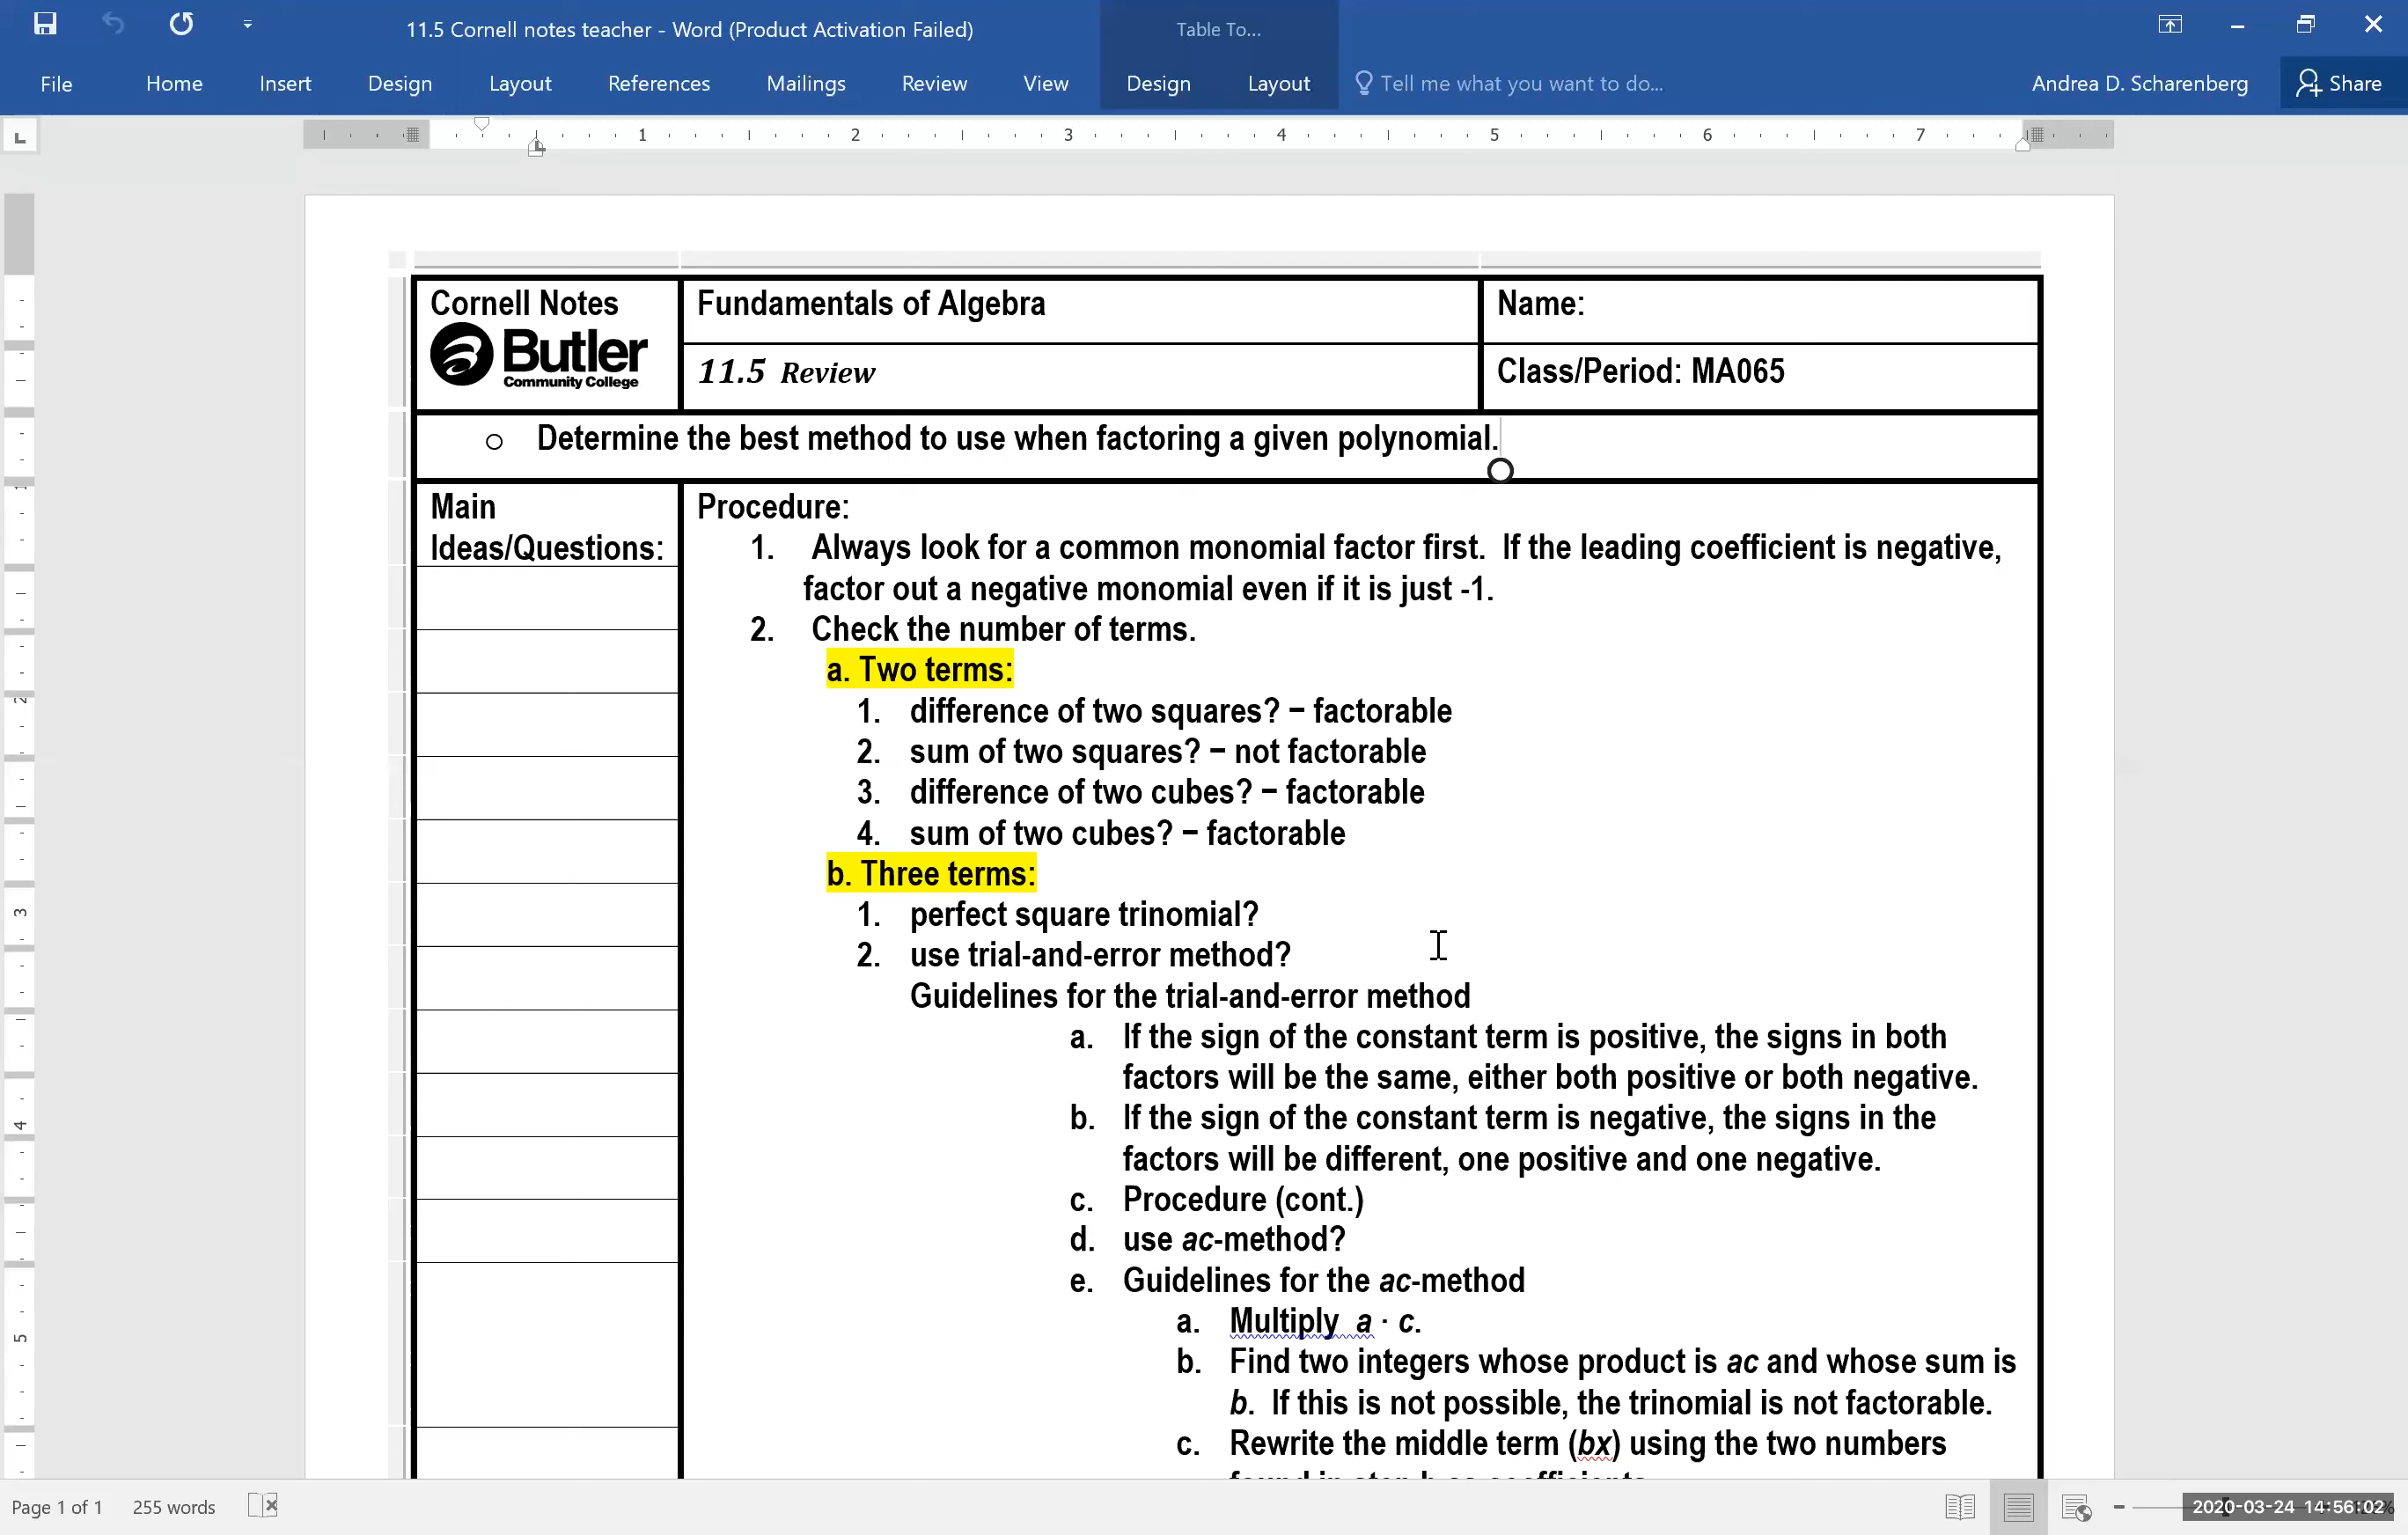 11.5 Cornell notes teacher - Word (Product Activation Failed)
Table To...
File Home Insert Design Layout References Mailings Review View Design Layout Tell me what you want to do... Andrea D. Scharenberg Share
1 2 3 4 5 6 7
Cornell Notes
Butler
Community College
Fundamentals of Algebra
Name:
11.5 Review
Class/Period: MA065
o Determine the best method to use when factoring a given polynomial.
Main
Ideas/Questions:
Procedure:
1. Always look for a common monomial factor first. If the leading coefficient is negative,
factor out a negative monomial even if it is just -1.
2. Check the number of terms.
a. Two terms:
1. difference of two squares? – factorable
2. sum of two squares? – not factorable
3. difference of two cubes? – factorable
4. sum of two cubes? – factorable
b. Three terms:
1. perfect square trinomial?
2. use trial-and-error method?
Guidelines for the trial-and-error method
a. If the sign of the constant term is positive, the signs in both
factors will be the same, either both positive or both negative.
b. If the sign of the constant term is negative, the signs in the
factors will be different, one positive and one negative.
c. Procedure (cont.)
d. use ac-method?
e. Guidelines for the ac-method
a. Multiply a · c.
b. Find two integers whose product is ac and whose sum is
b. If this is not possible, the trinomial is not factorable.
c. Rewrite the middle term (bx) using the two numbers
1
2
3
4
5
Page 1 of 1 255 words
2020-03-24 14:56:02